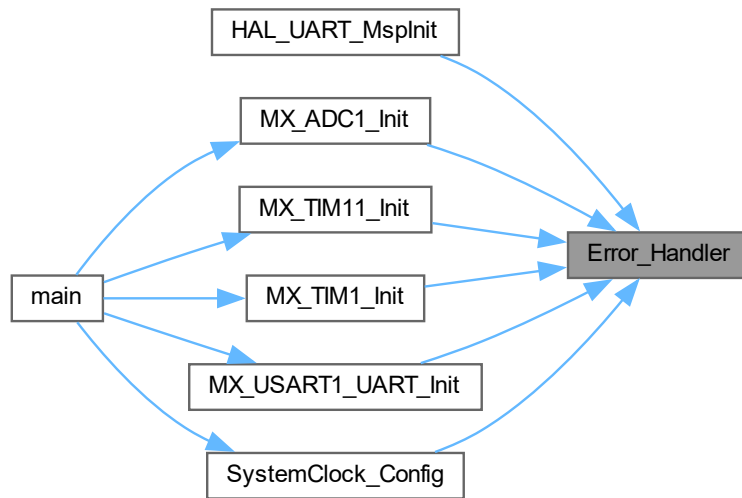 HAL_UART_MspInit
MX_ADC1_Init
MX_TIM11_Init
Error_Handler
main
MX_TIM1_Init
MX_USART1_UART_Init
SystemClock_Config